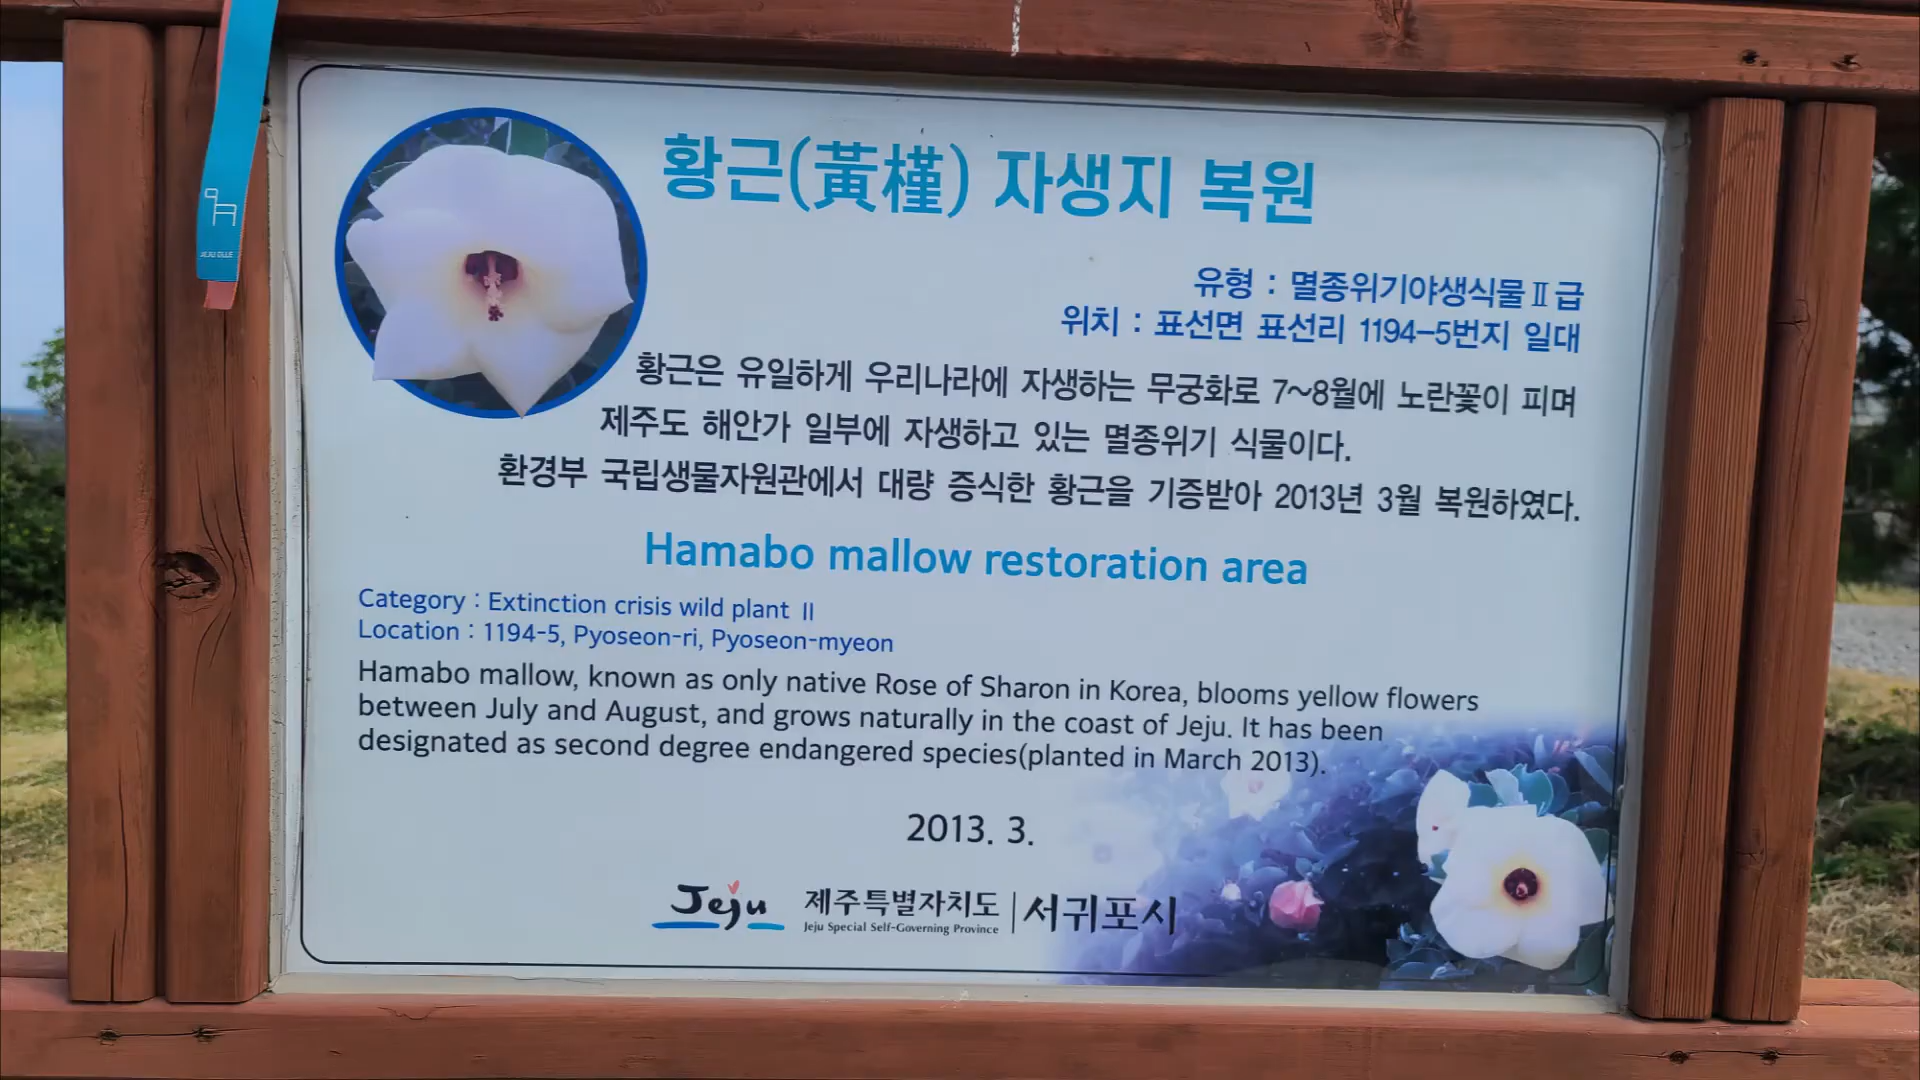 황근(黃槿) 자생지 복원
유형 : 멸종위기야생식물Ⅱ급
위치 : 표선면 표선리 1194-5번지 일대
황근은 유일하게 우리나라에 자생하는 무궁화로 7~8월에 노란꽃이 피며
제주도 해안가 일부에 자생하고 있는 멸종위기 식물이다.
환경부 국립생물자원관에서 대량 증식한 황근을 기증받아 2013년 3월 복원하였다.
Hamabo mallow restoration area
Category : Extinction crisis wild plant Ⅱ
Location : 1194-5, Pyoseon-ri, Pyoseon-myeon
Hamabo mallow, known as only native Rose of Sharon in Korea, blooms yellow flowers
between July and August, and grows naturally in the coast of Jeju. It has been
designated as second degree endangered species(planted in March 2013).
2013. 3.
Jeju 제주특별자치도 | 서귀포시
Jeju Special Self-Governing Province
JEJU OLLE